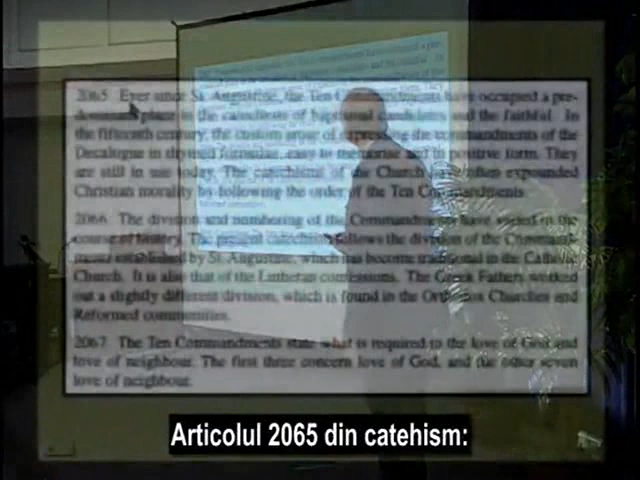 2065 Ever since St. Augustine, the Ten Commandments have occupied a pre-
dominant place in the catechesis of baptismal candidates and the faithful. In
the fifteenth century, the custom arose of expressing the commandments of the
Decalogue in rhymed formulae, easy to memorise and in positive form. They
are still in use today. The catechisms of the Church have often expounded
Christian morality by following the order of the Ten Commandments.
2066 The division and numbering of the Commandments have varied in the
course of history. The present catechism follows the division of the Command-
ments established by St. Augustine, which has become traditional in the Catholic
Church. It is also that of the Lutheran confessions. The Greek Fathers worked
out a slightly different division, which is found in the Orthodox Churches and
Reformed communities.
2067 The Ten Commandments state what is required in the love of God and
love of neighbour. The first three concern love of God, and the other seven
love of neighbour.
Articolul 2065 din catehism: